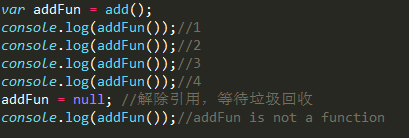 var addFun = add();
console.log(addFun());//1
console.log(addFun());//2
console.log(addFun());//3
console.log(addFun());//4
addFun = null; //解除引用，等待垃圾回收
console.log(addFun());//addFun is not a function